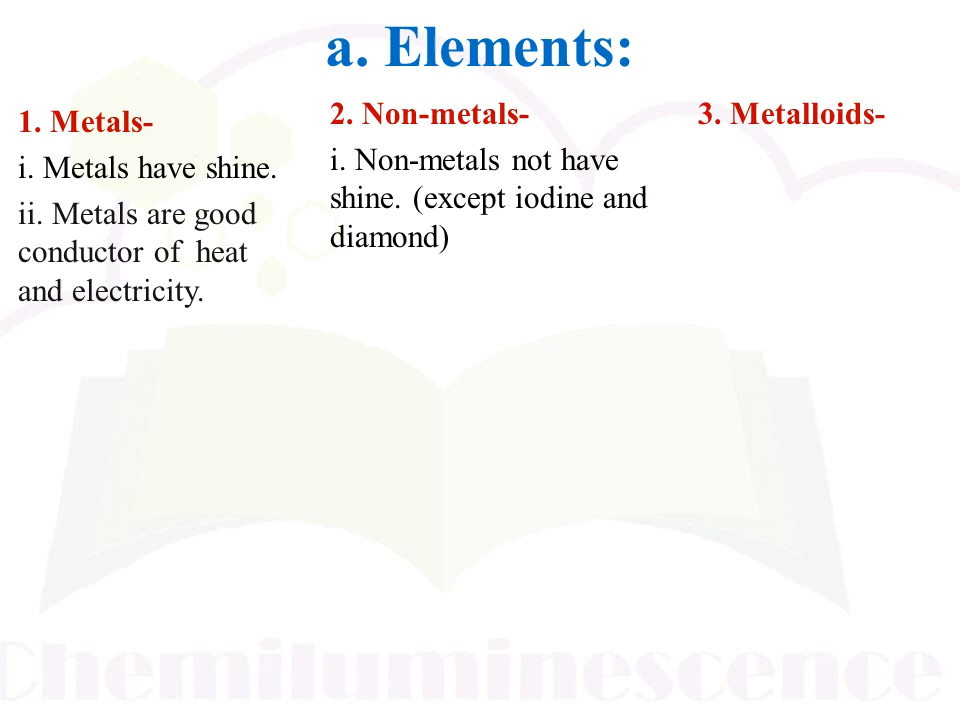 a. Elements:
1. Metals-
i. Metals have shine.
ii. Metals are good
conductor of heat
and electricity.
2. Non-metals-
i. Non-metals not have
shine. (except iodine and
diamond)
3. Metalloids-
Chemiluminescence